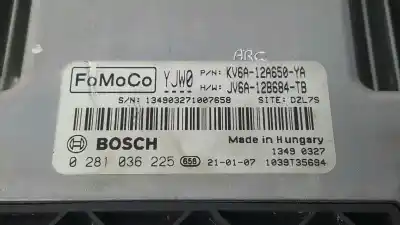 ARC
FoMoCo YJW0 P/N: KV6A-12A650-YA
H/W: JV6A-12B684-TB
S/N: 134903271007658 SITE: DZL7S
BOSCH Made in Hungary
1349 0327
0 281 036 225 656 21-01-07 1039T35694